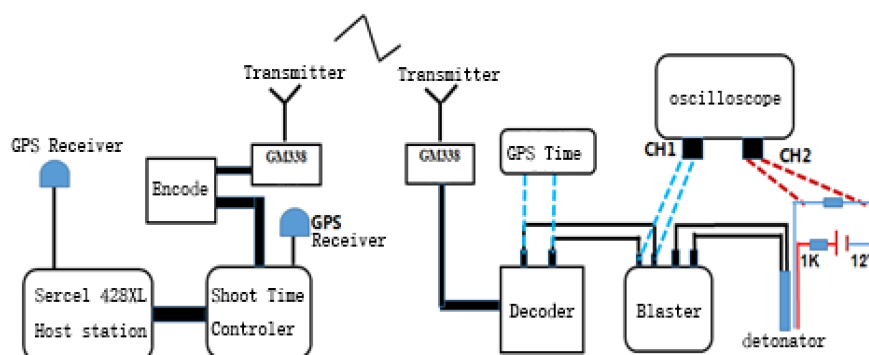 Transmitter
Transmitter
oscilloscope
GPS Receiver
GM338
GM338
GPS Time
CH1
CH2
Encode
GPS
Receiver
1K
Sercel 428XL
Host station
Shoot Time
Controler
Decoder
Blaster
detonator